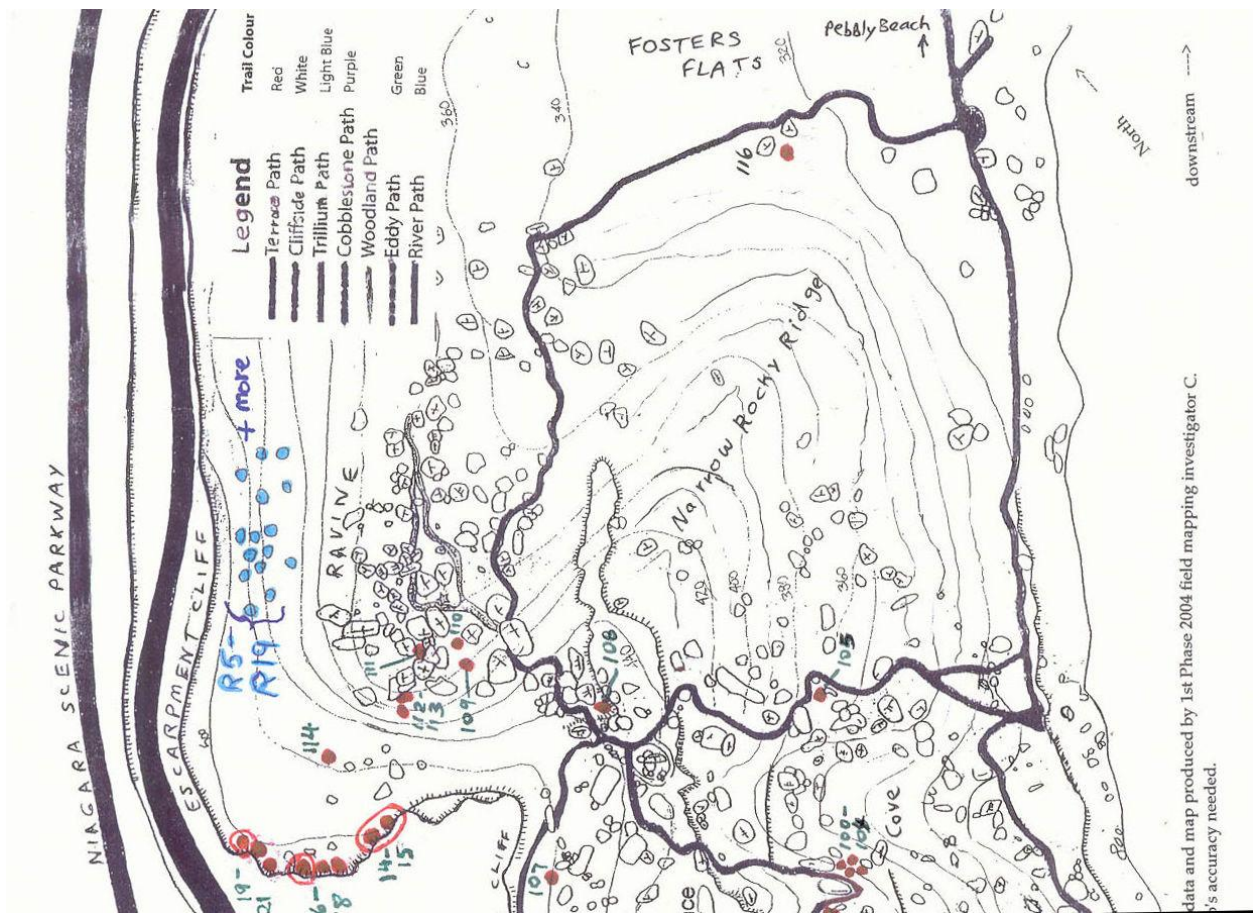 FOSTERS
FLATS
Pebbly Beach
North
downstream --->
Trail Colour
Red
White
Light Blue
Purple
Green
Blue
Legend
Terrace Path
Cliffside Path
Trillium Path
Cobblestone Path
Woodland Path
Eddy Path
River Path
360
340
320
116
NIAGARA SCENIC PARKWAY
ESCARPMENT CLIFF
R5-
R19
+ more
RAVINE
Narrow Rocky Ridge
420
400
380
360
440
111
110
112-
113
109
108
105
114
14-
15
19-
21
CLIFF
107
100-
104
Cove
data and map produced by 1st Phase 2004 field mapping investigator C.
's accuracy needed.